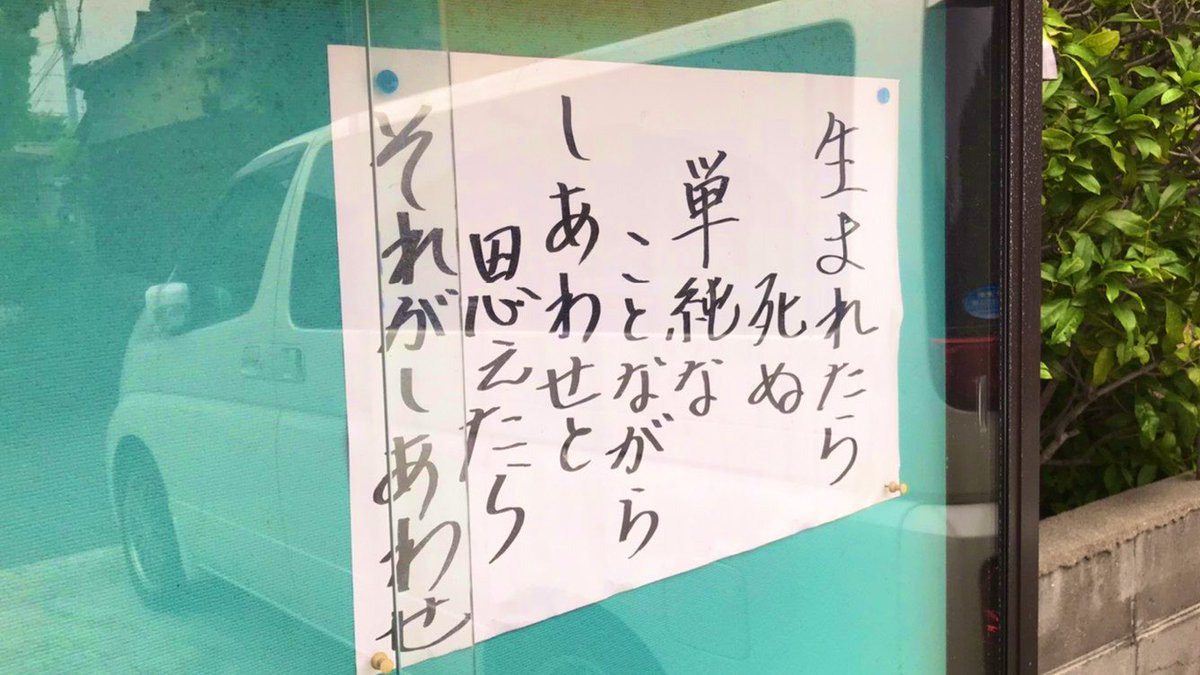 生まれたら
死ぬ
単純な
ことながら
しあわせと
思えたら
それがしあわせ